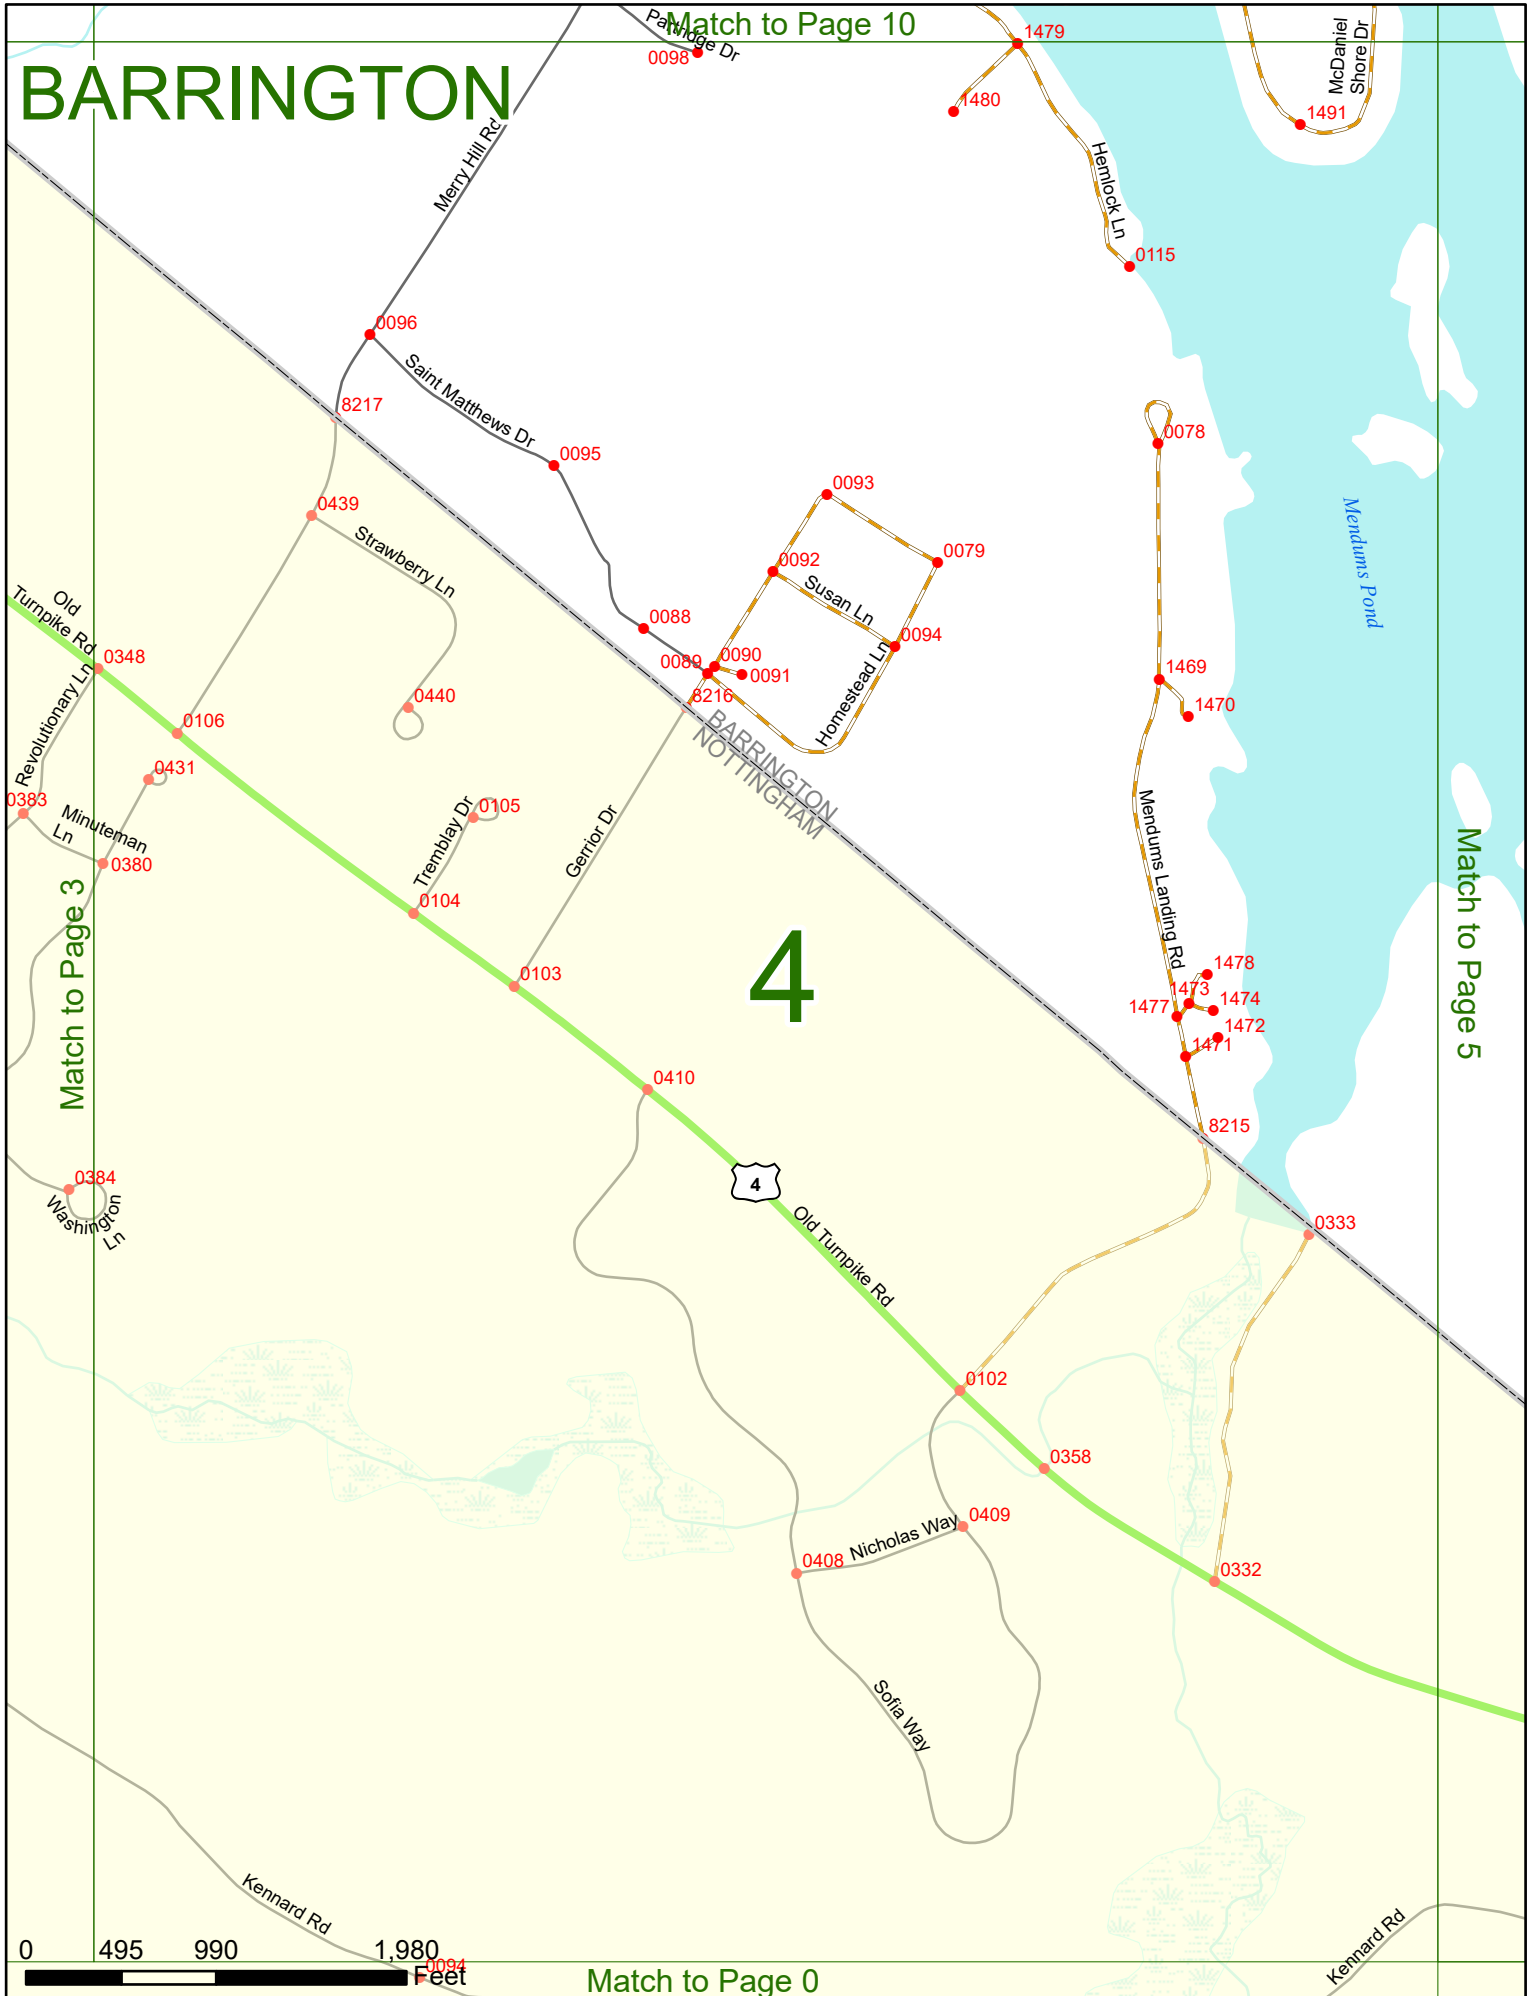 Match to Page 10
BARRINGTON
Partridge Dr
0098
1479
1480
McDaniel
Shore Dr
1491
Merry Hill Rd
Hemlock Ln
0115
0096
Saint Matthews Dr
8217
0095
0078
0439
Strawberry Ln
0093
0079
0092
Susan Ln
Mendums Pond
Old
Turnpike Rd
0348
0088
0094
0090
0089
0091
Homestead Ln
1469
1470
8216
BARRINGTON
NOTTINGHAM
Revolutionary Ln
0106
0440
0431
0383
Minuteman
Ln
0380
0105
Tremblay Dr
Gerrior Dr
Mendums Landing Rd
0104
Match to Page 3
Match to Page 5
4
0103
1478
1473
1474
1477
1472
1471
0410
8215
0384
Washington
Ln
4
Old Turnpike Rd
0333
0102
0358
0409
Nicholas Way
0408
0332
Sofia Way
Kennard Rd
Kennard Rd
0 495 990 1,980
Feet
0094
Match to Page 0